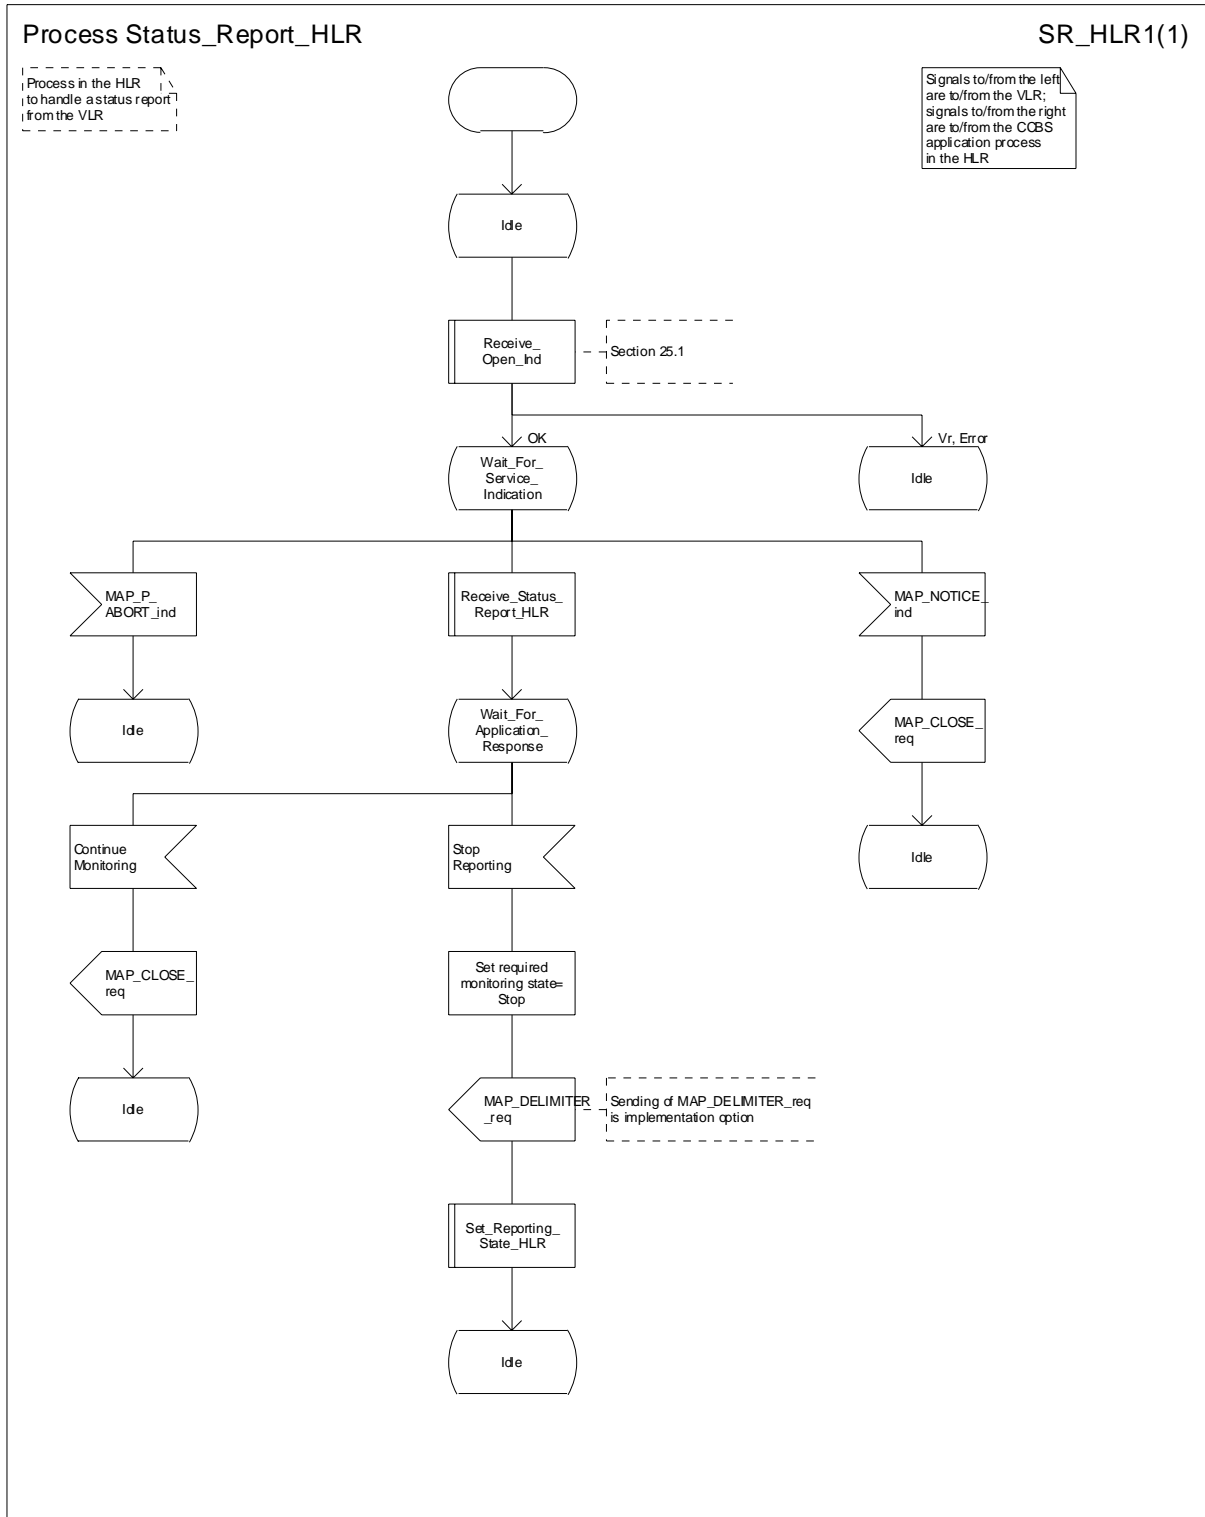 Process Status_Report_HLR
SR_HLR1(1)
Process in the HLR
to handle a status report
from the VLR
Signals to/from the left
are to/from the VLR;
signals to/from the right
are to/from the CCBS
application process
in the HLR
Idle
Receive_
Open_Ind
Section 25.1
OK
Vr, Error
Wait_For_
Service_
Indication
Idle
MAP_P_
ABORT_ind
Receive_Status_
Report_HLR
MAP_NOTICE_
ind
Idle
Wait_For_
Application_
Response
MAP_CLOSE_
req
Continue
Monitoring
Stop
Reporting
Idle
MAP_CLOSE_
req
Set required
monitoring state=
Stop
Idle
MAP_DELIMITER
_req
Sending of MAP_DELIMITER_req
is implementation option
Set_Reporting_
State_HLR
Idle